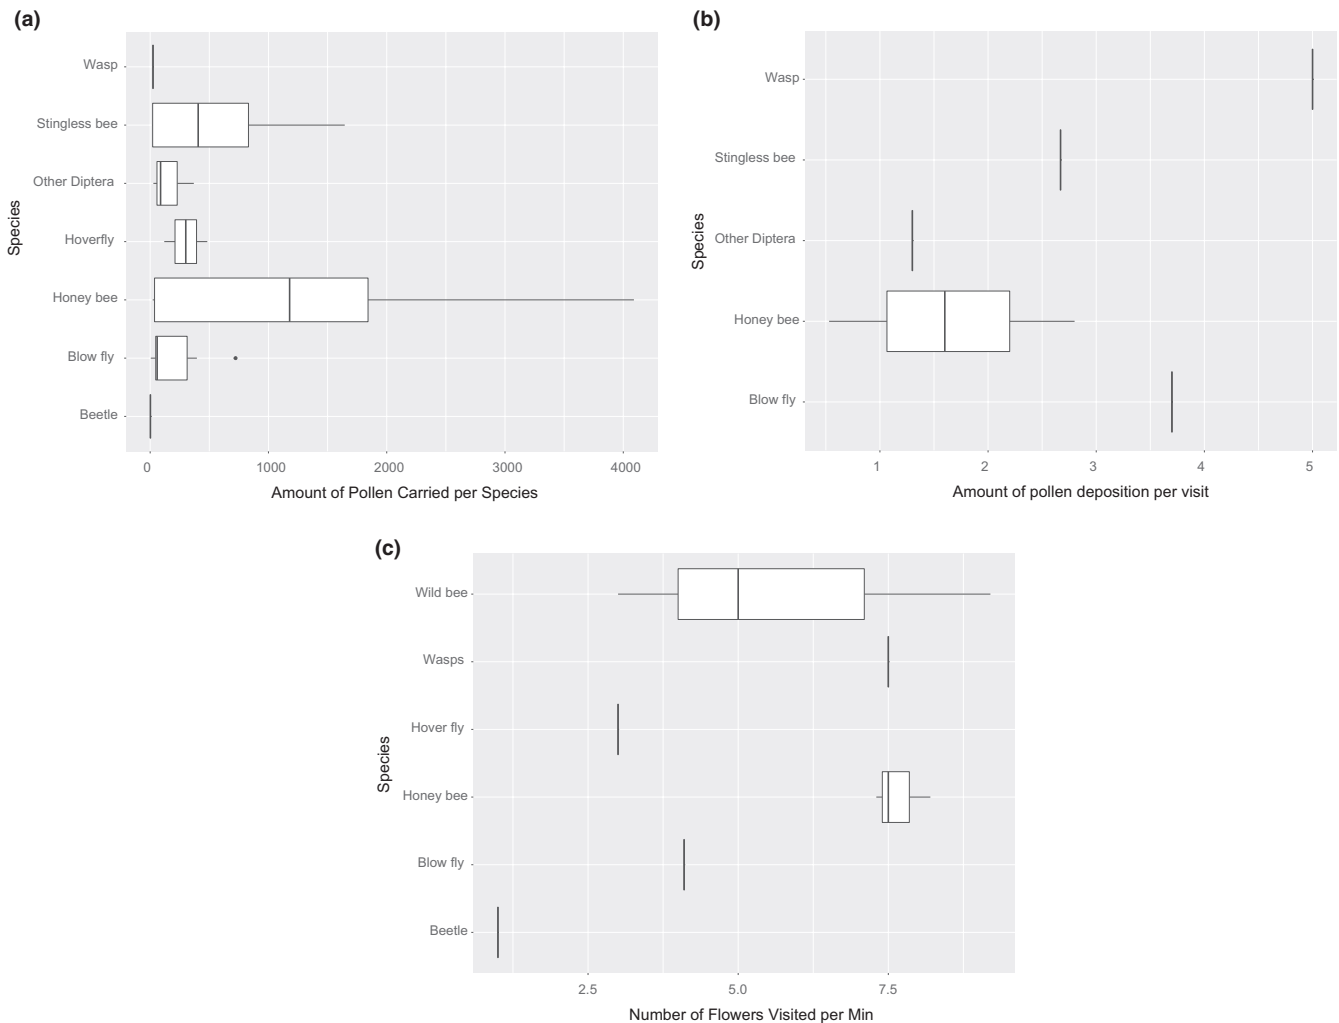 (a)
Wasp
Stingless bee
Other Diptera
Hoverfly
Honey bee
Blow fly
Beetle
Species
0 1000 2000 3000 4000
Amount of Pollen Carried per Species
(b)
Wasp
Stingless bee
Other Diptera
Honey bee
Blow fly
Species
1 2 3 4 5
Amount of pollen deposition per visit
(c)
Wild bee
Wasps
Hover fly
Honey bee
Blow fly
Beetle
Species
2.5 5.0 7.5
Number of Flowers Visited per Min